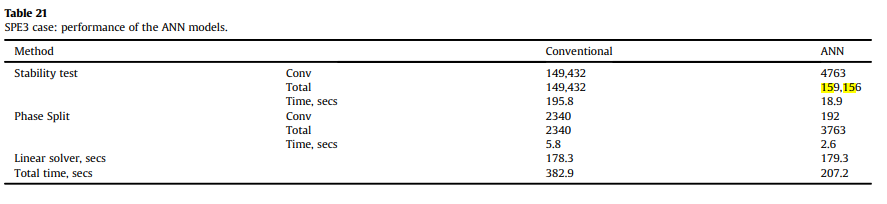 Table 21
SPE3 case: performance of the ANN models.
Method Conventional ANN
Stability test Conv 149,432 4763
Total 149,432 159,156
Time, secs 195.8 18.9
Phase Split Conv 2340 192
Total 2340 3763
Time, secs 5.8 2.6
Linear solver, secs 178.3 179.3
Total time, secs 382.9 207.2